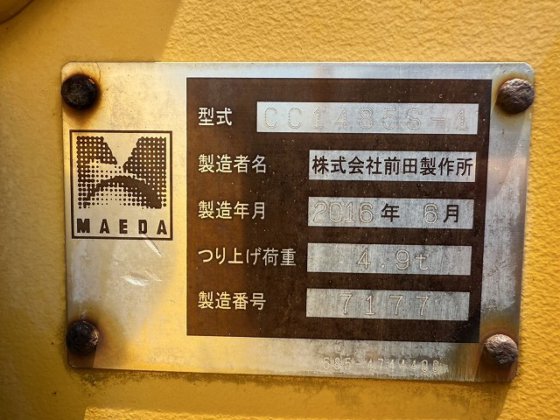 型式 CC1485S-1
製造者名 株式会社前田製作所
MAEDA
製造年月 2016年 6月
つり上げ荷重 4.9t
製造番号 7177